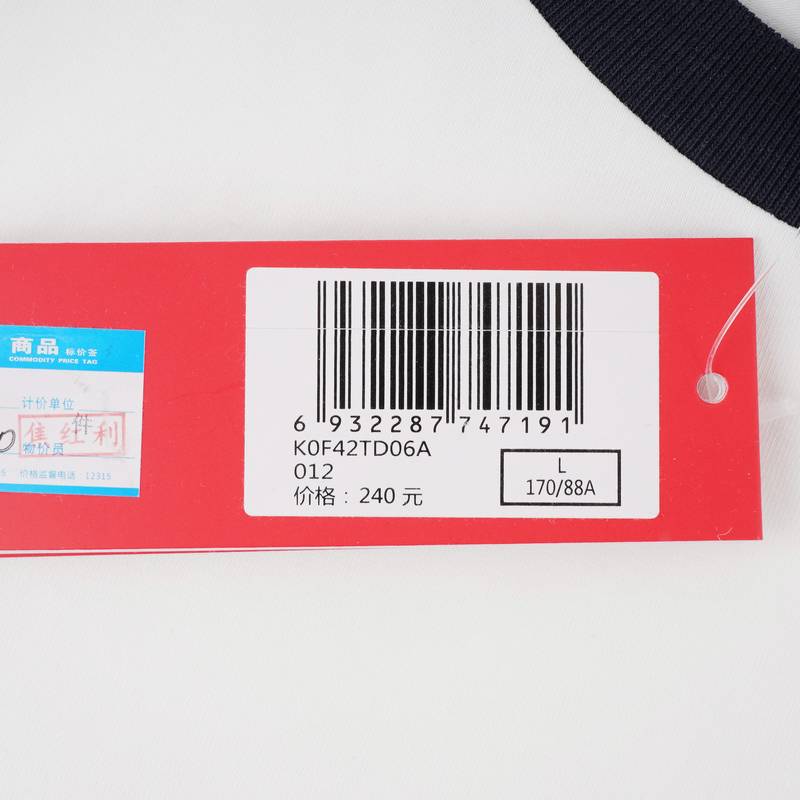 商品 标价签
COMMODITY PRICE TAG
计价单位
件
焦红利
物价员
价格监督电话：12315
6 932287 747191
K0F42TD06A
012
价格：240 元
L
170/88A